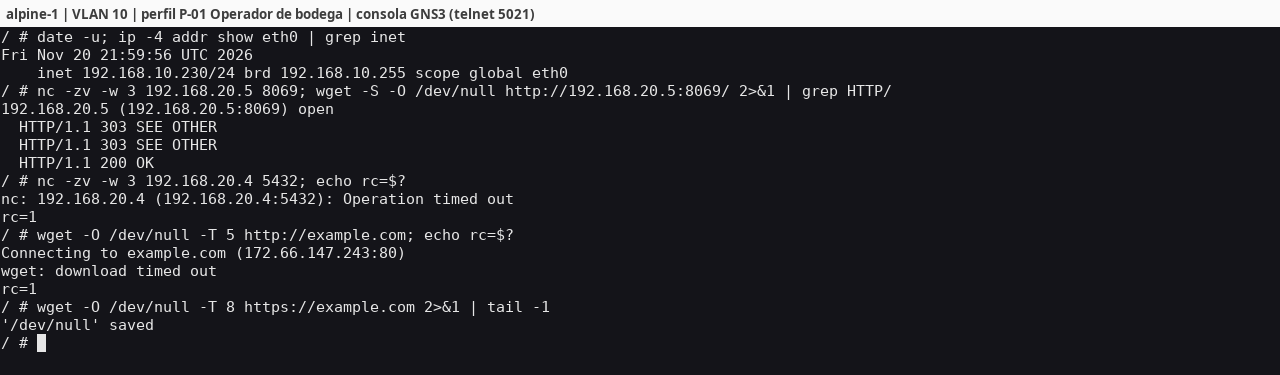 alpine-1 | VLAN 10 | perfil P-01 Operador de bodega | consola GNS3 (telnet 5021)
/ # date -u; ip -4 addr show eth0 | grep inet
Fri Nov 20 21:59:56 UTC 2026
    inet 192.168.10.230/24 brd 192.168.10.255 scope global eth0
/ # nc -zv -w 3 192.168.20.5 8069; wget -S -O /dev/null http://192.168.20.5:8069/ 2>&1 | grep HTTP/
192.168.20.5 (192.168.20.5:8069) open
  HTTP/1.1 303 SEE OTHER
  HTTP/1.1 303 SEE OTHER
  HTTP/1.1 200 OK
/ # nc -zv -w 3 192.168.20.4 5432; echo rc=$?
nc: 192.168.20.4 (192.168.20.4:5432): Operation timed out
rc=1
/ # wget -O /dev/null -T 5 http://example.com; echo rc=$?
Connecting to example.com (172.66.147.243:80)
wget: download timed out
rc=1
/ # wget -O /dev/null -T 8 https://example.com 2>&1 | tail -1
'/dev/null' saved
/ #